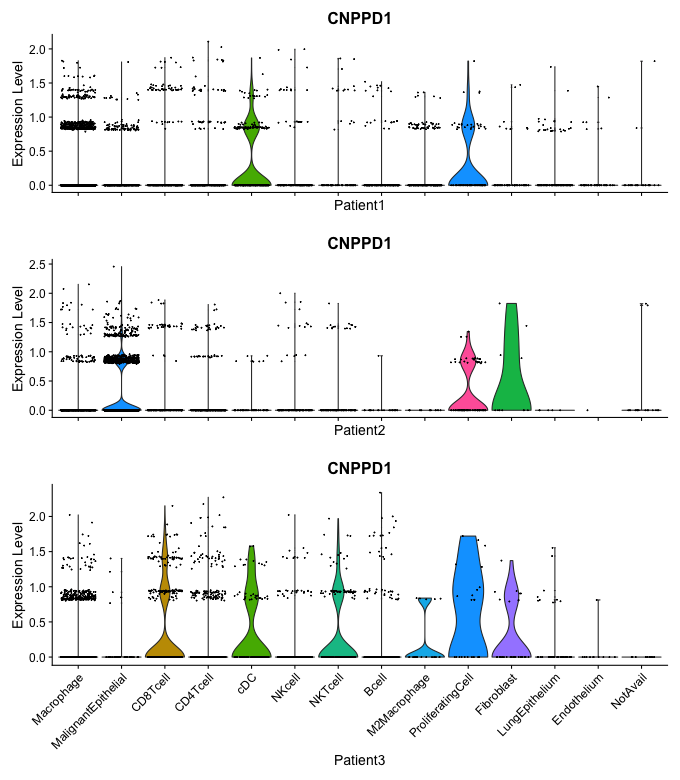 CNPPD1
Expression Level
2.0
1.5
1.0
0.5
0.0
Patient1
CNPPD1
Expression Level
2.5
2.0
1.5
1.0
0.5
0.0
Patient2
CNPPD1
Expression Level
2.0
1.5
1.0
0.5
0.0
Macrophage
MalignantEpithelial
CD8Tcell
CD4Tcell
cDC
NKcell
NKTcell
Bcell
M2Macrophage
ProliferatingCell
Fibroblast
LungEpithelium
Endothelium
NotAvail
Patient3